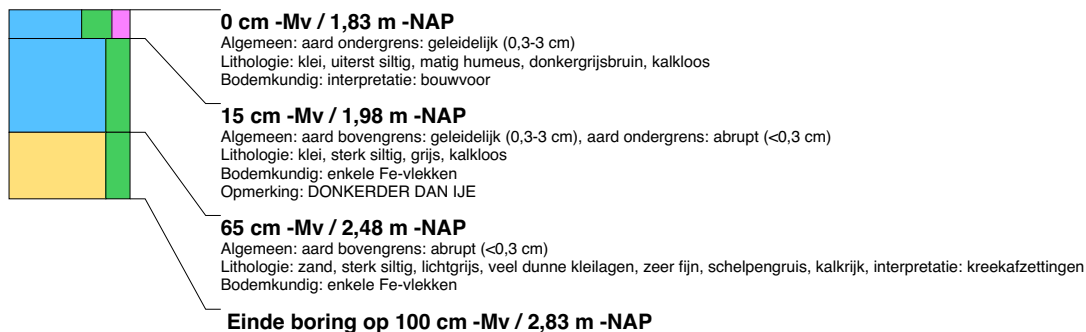 0 cm -Mv / 1,83 m -NAP
Algemeen: aard ondergrens: geleidelijk (0,3-3 cm)
Lithologie: klei, uiterst siltig, matig humeus, donkergrijsbruin, kalkloos
Bodemkundig: interpretatie: bouwvoor
15 cm -Mv / 1,98 m -NAP
Algemeen: aard bovengrens: geleidelijk (0,3-3 cm), aard ondergrens: abrupt (<0,3 cm)
Lithologie: klei, sterk siltig, grijs, kalkloos
Bodemkundig: enkele Fe-vlekken
Opmerking: DONKERDER DAN IJE
65 cm -Mv / 2,48 m -NAP
Algemeen: aard bovengrens: abrupt (<0,3 cm)
Lithologie: zand, sterk siltig, lichtgrijs, veel dunne kleilagen, zeer fijn, schelpengruis, kalkrijk, interpretatie: kreekafzettingen
Bodemkundig: enkele Fe-vlekken
Einde boring op 100 cm -Mv / 2,83 m -NAP